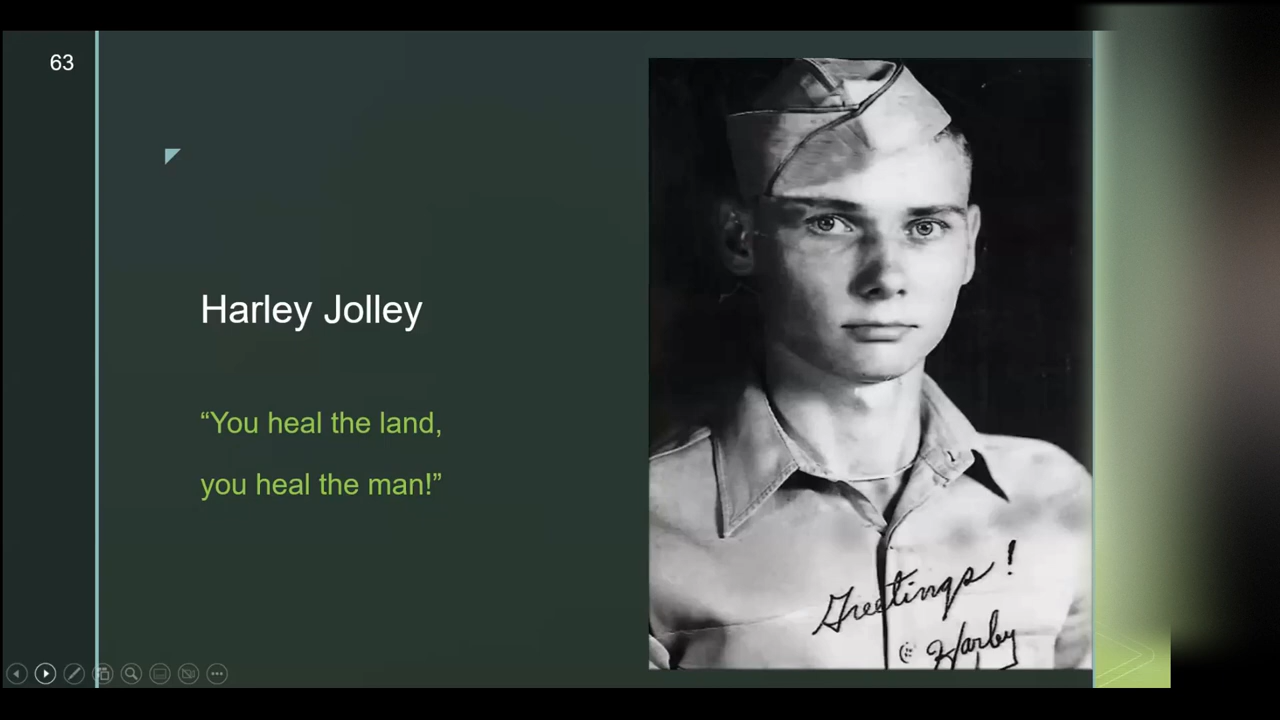 63
Harley Jolley
“You heal the land,
you heal the man!”
Greetings!
Harley